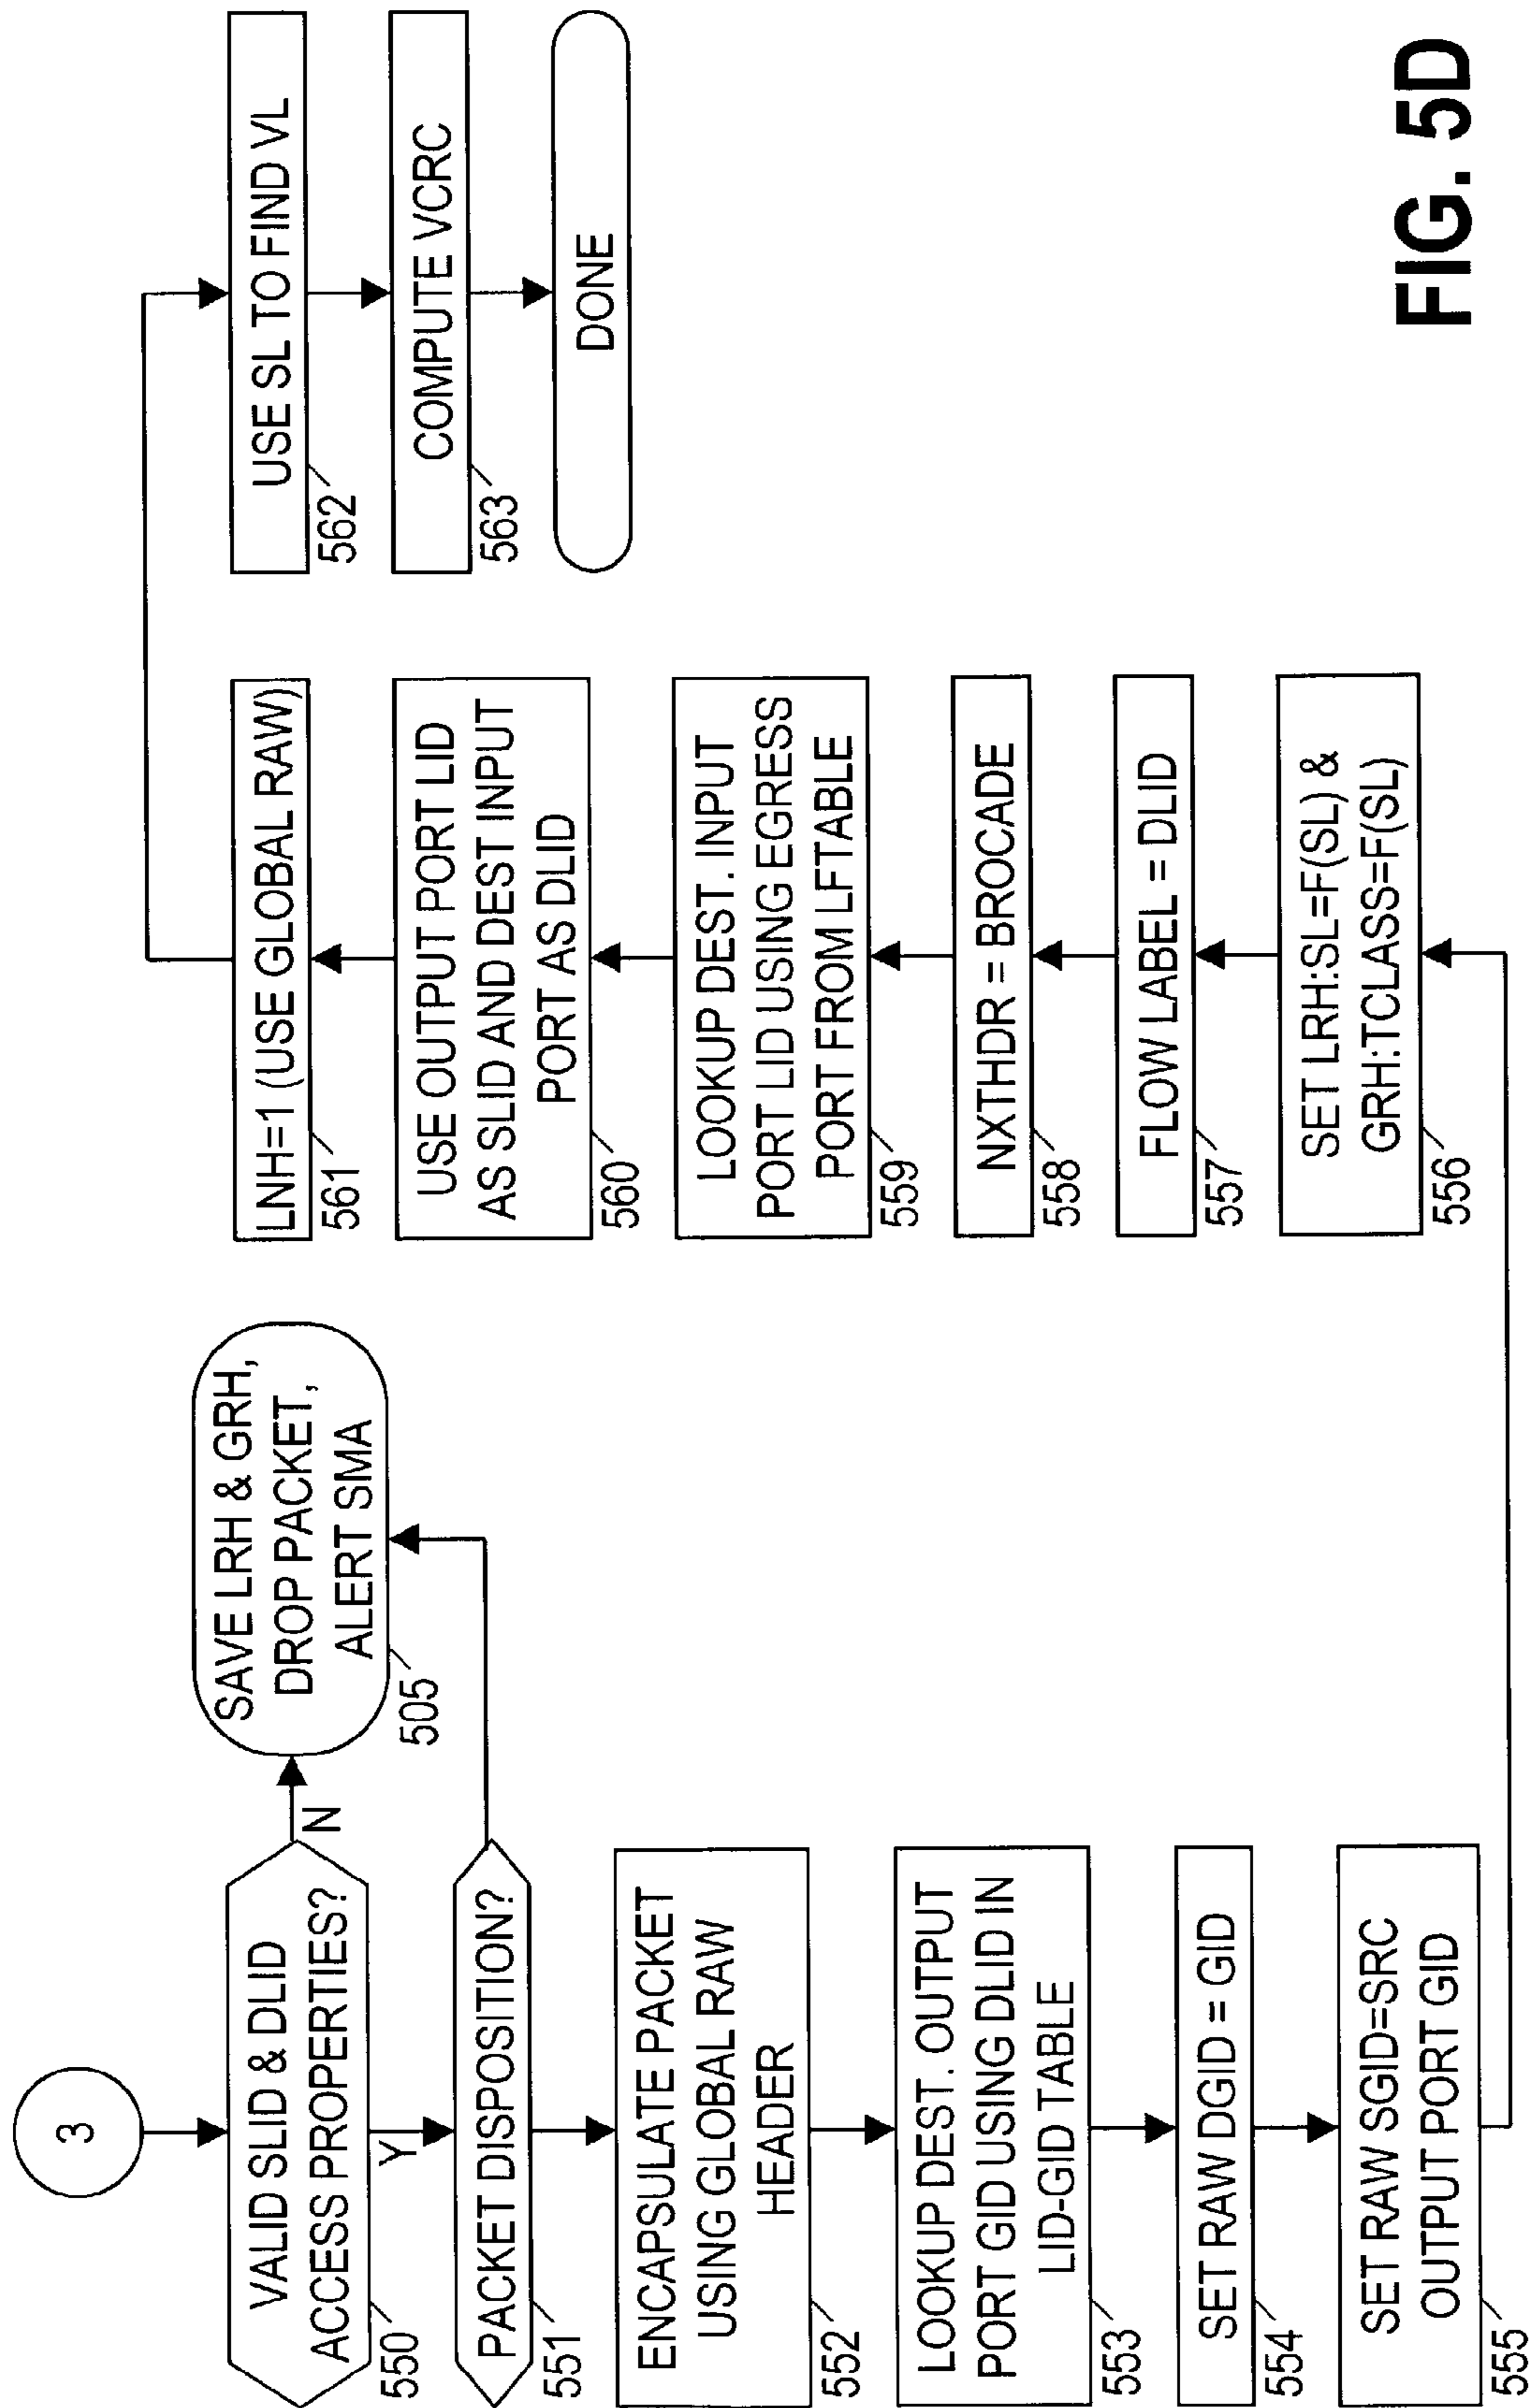 3
VALID SLID & DLID
ACCESS PROPERTIES?
550
N
Y
SAVE LRH & GRH,
DROP PACKET,
ALERT SMA
505
PACKET DISPOSITION?
551
ENCAPSULATE PACKET
USING GLOBAL RAW
HEADER
552
LOOKUP DEST. OUTPUT
PORT GID USING DLID IN
LID-GID TABLE
553
SET RAW DGID = GID
554
SET RAW SGID=SRC
OUTPUT PORT GID
555
SET LRH:SL=F(SL) &
GRH:TCLASS=F(SL)
556
FLOW LABEL = DLID
557
NXTHDR = BROCADE
558
LOOKUP DEST. INPUT
PORT LID USING EGRESS
PORT FROM LFTABLE
559
USE OUTPUT PORT LID
AS SLID AND DEST INPUT
PORT AS DLID
560
LNH=1 (USE GLOBAL RAW)
561
USE SL TO FIND VL
562
COMPUTE VCRC
563
DONE
FIG. 5D